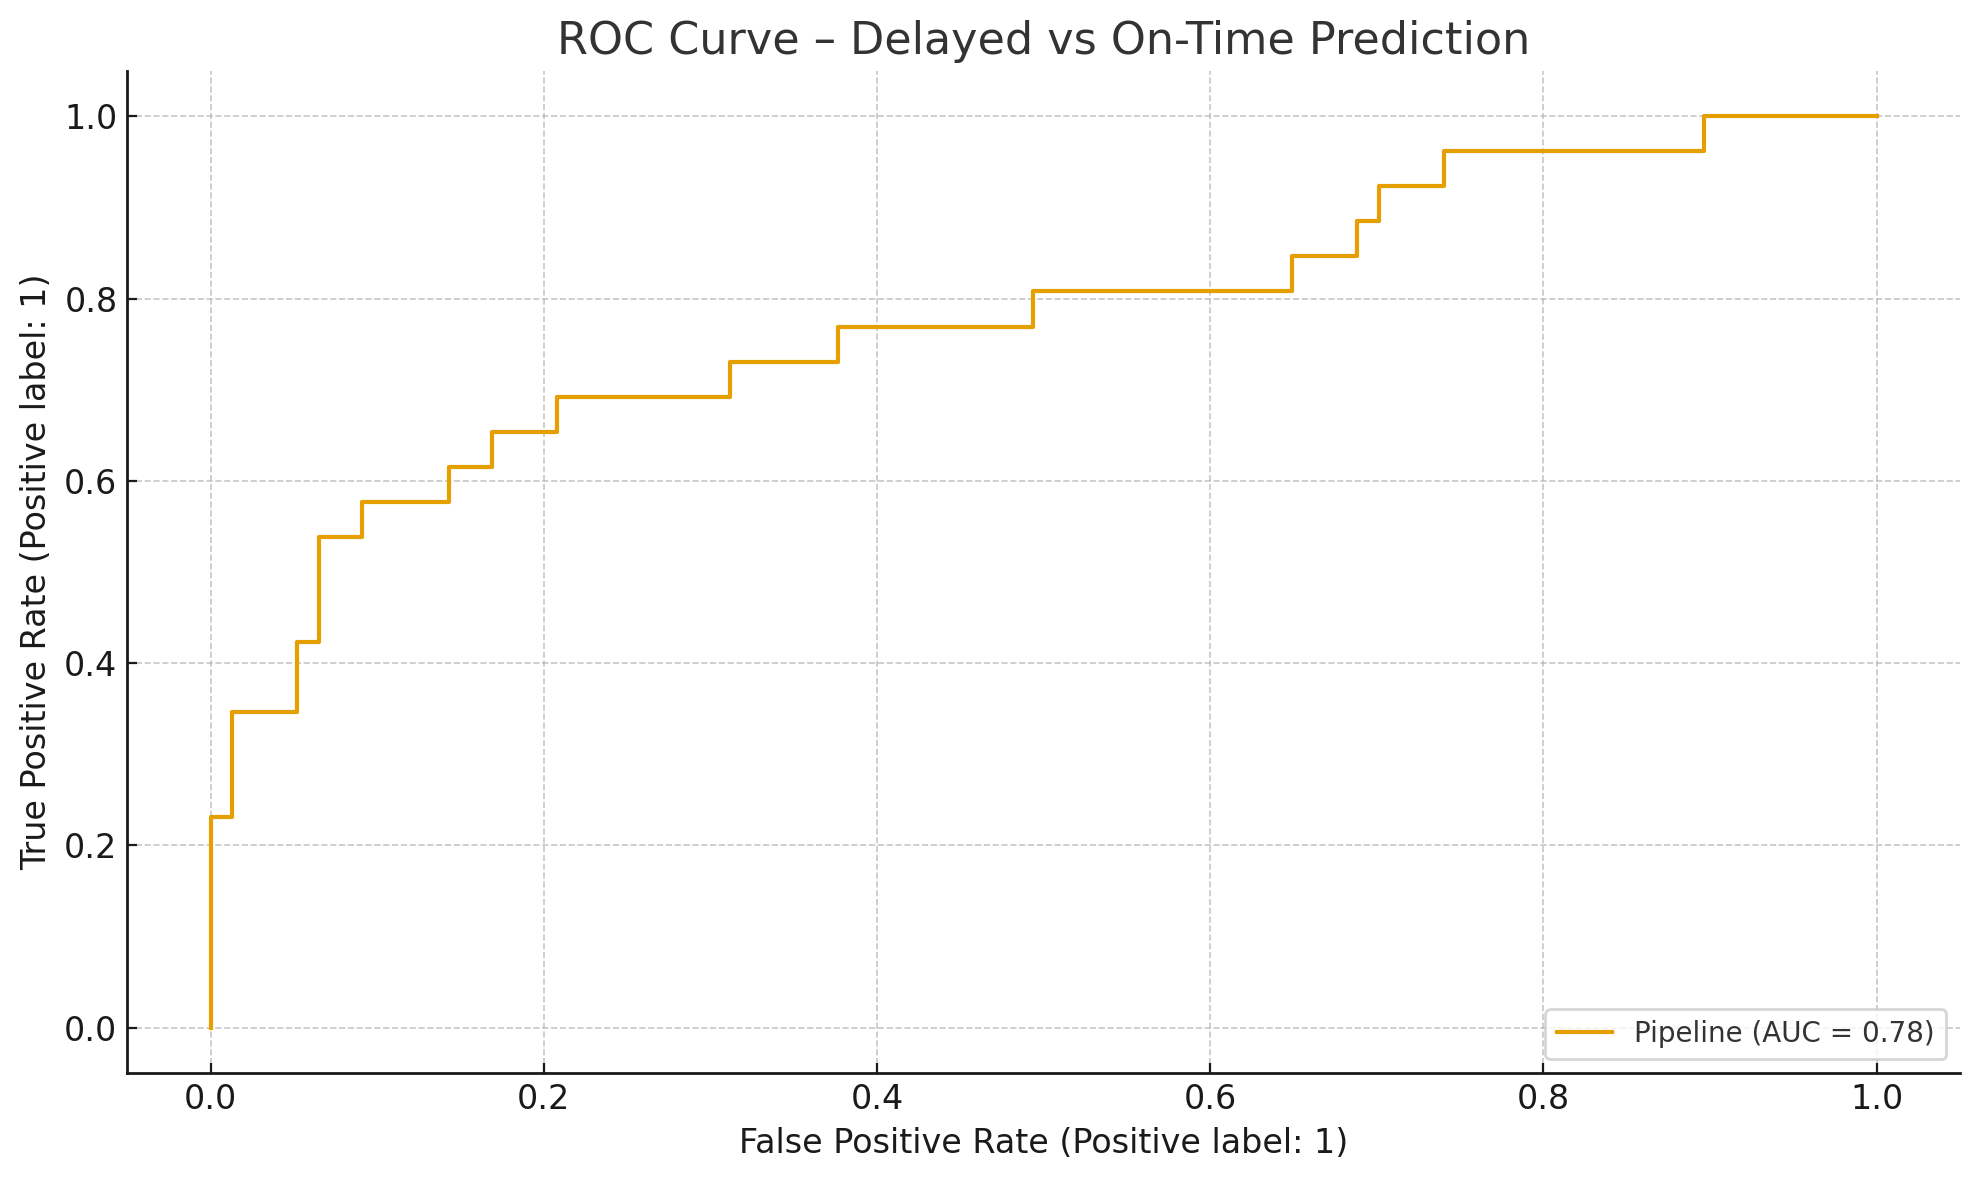 ROC Curve – Delayed vs On-Time Prediction
True Positive Rate (Positive label: 1)
1.0
0.8
0.6
0.4
0.2
0.0
Pipeline (AUC = 0.78)
0.0 0.2 0.4 0.6 0.8 1.0
False Positive Rate (Positive label: 1)